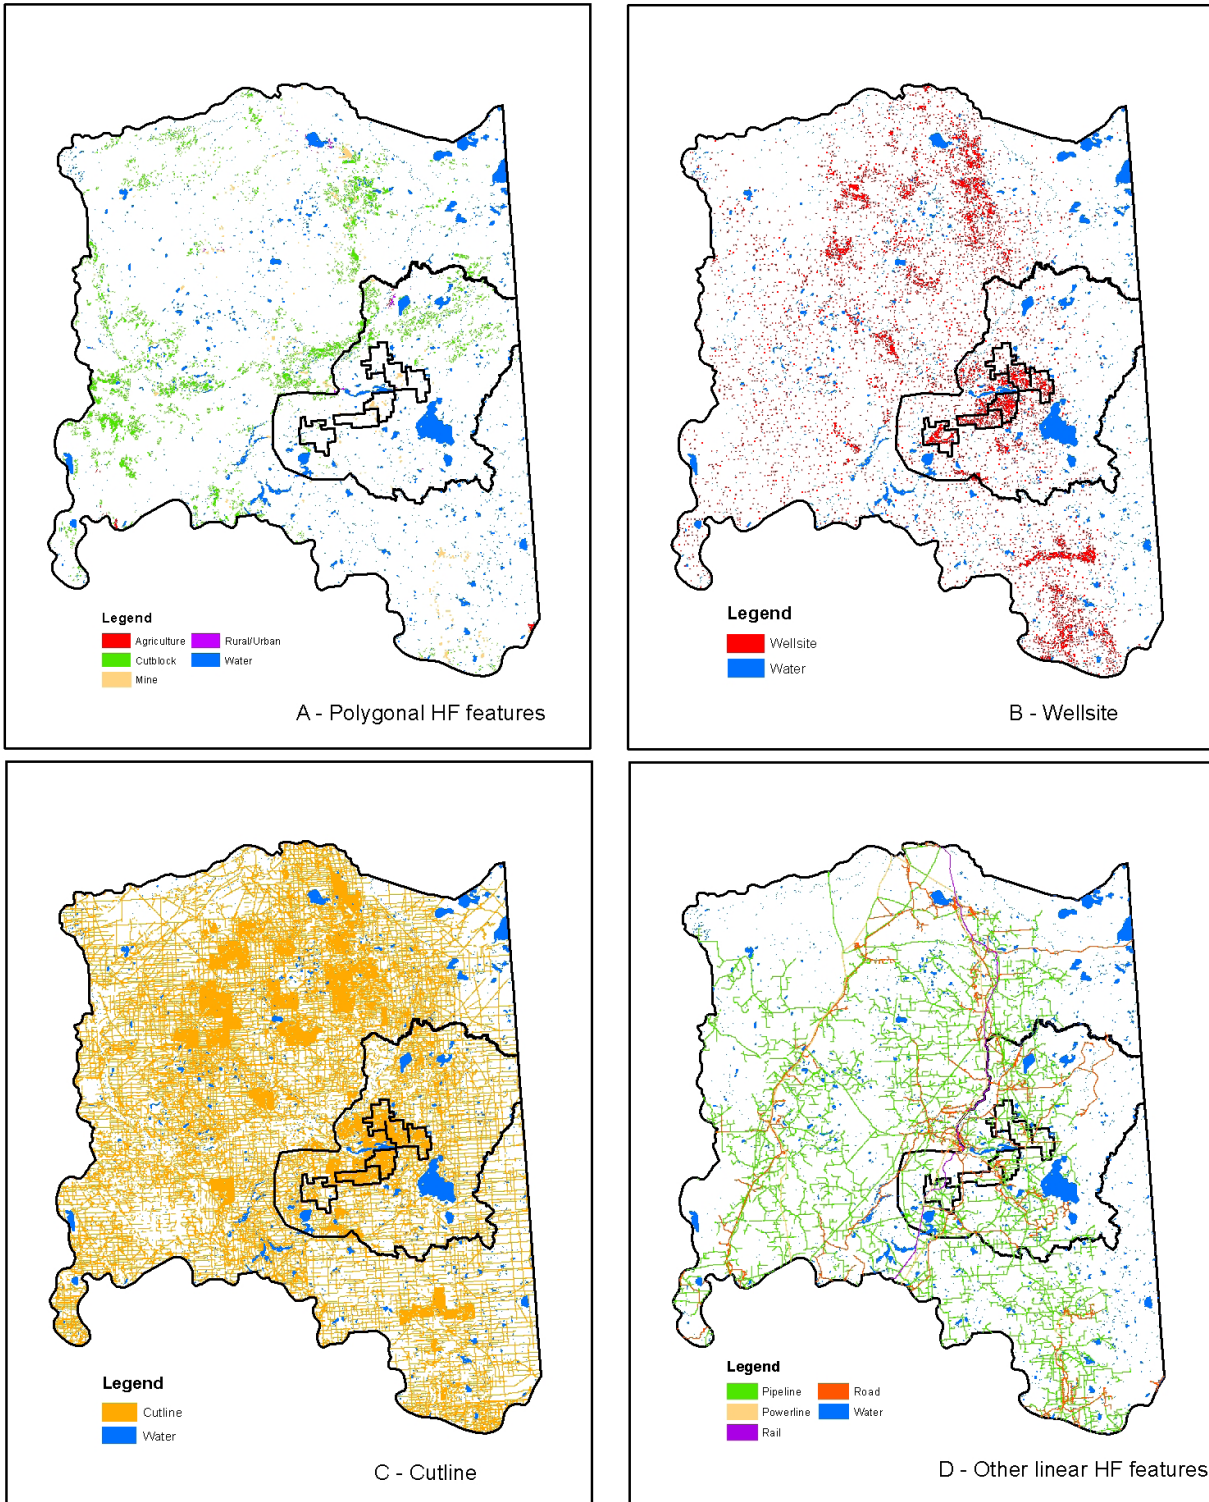 Legend
Agriculture
Rural/Urban
Cutblock
Water
Mine
A - Polygonal HF features
Legend
Wellsite
Water
B - Wellsite
Legend
Cutline
Water
C - Cutline
Legend
Pipeline
Road
Powerline
Water
Rail
D - Other linear HF features